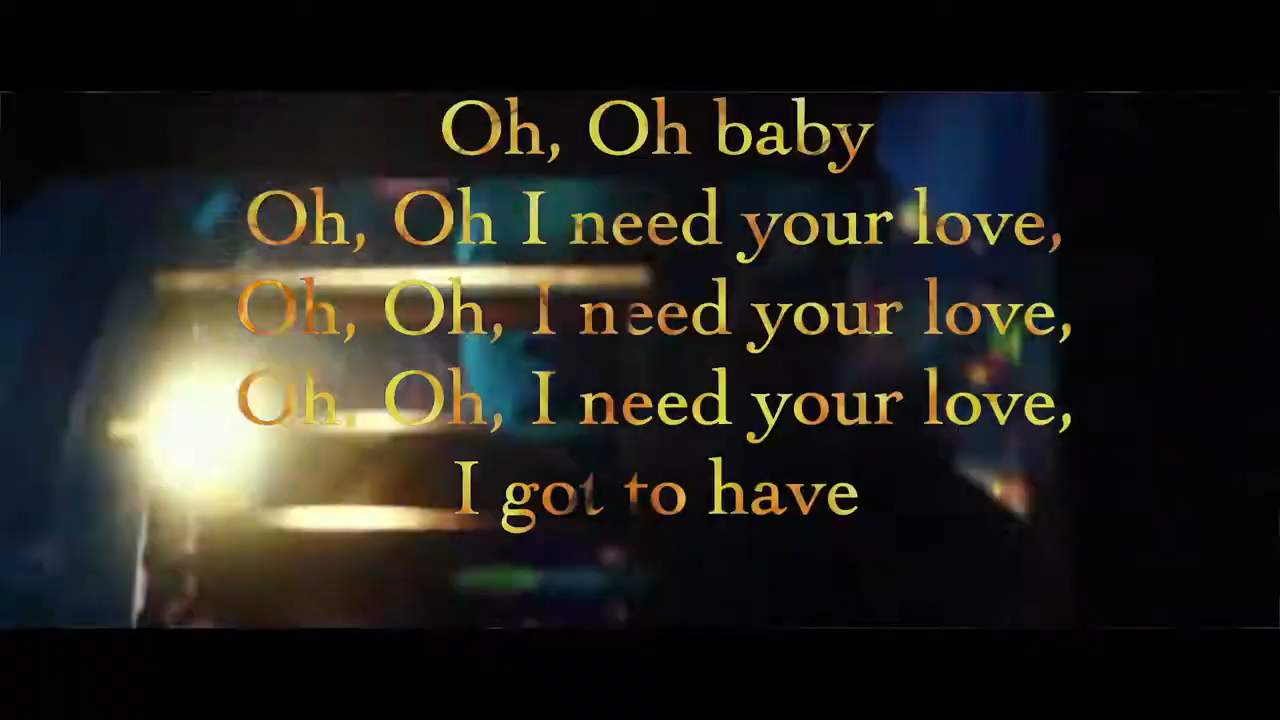 Oh, Oh baby
Oh, Oh I need your love,
Oh, Oh, I need your love,
Oh, Oh, I need your love,
I got to have